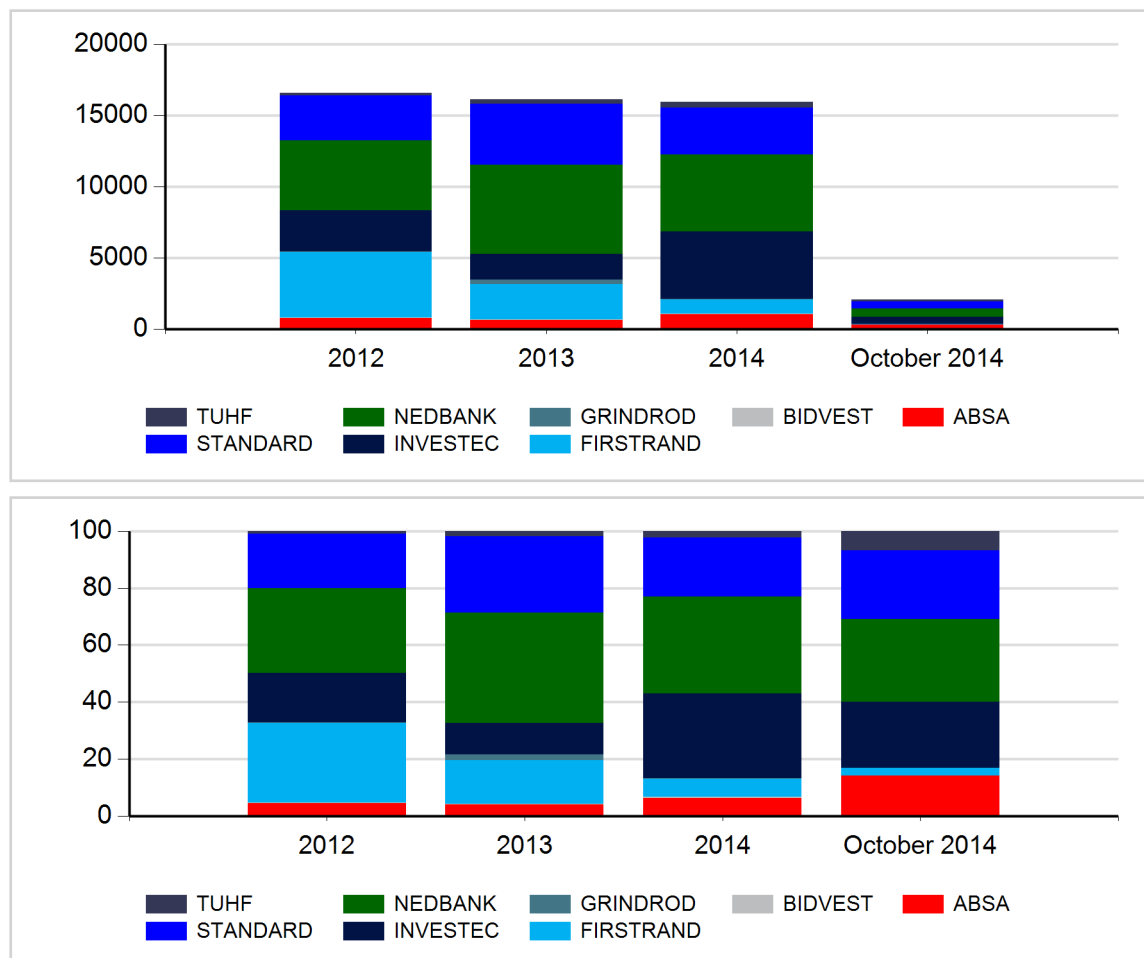 20000
15000
10000
5000
0
2012 2013 2014 October 2014
TUHF NEDBANK GRINDROD BIDVEST ABSA
STANDARD INVESTEC FIRSTRAND
100
80
60
40
20
0
2012 2013 2014 October 2014
TUHF NEDBANK GRINDROD BIDVEST ABSA
STANDARD INVESTEC FIRSTRAND